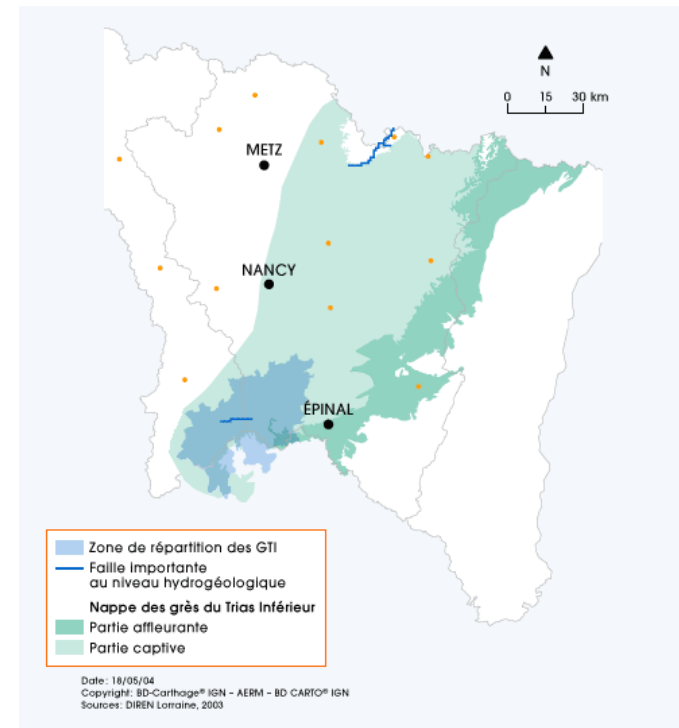 N
0 15 30 km
METZ
NANCY
ÉPINAL
Zone de répartition des GTI
Faille importante
au niveau hydrogéologique
Nappe des grès du Trias Inférieur
Partie affleurante
Partie captive
Date: 18/05/04
Copyright: BD-Carthage® IGN - AERM - BD CARTO® IGN
Sources: DIREN Lorraine, 2003